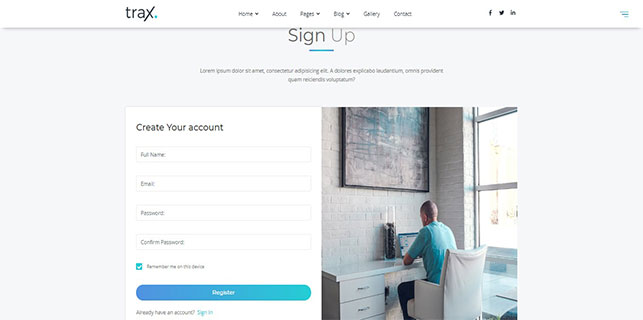 trax.
Home About Pages Blog Gallery Contact
Sign Up
Lorem ipsum dolor sit amet, consectetur adipisicing elit. A dolores explicabo laudantium, omnis provident
quam reiciendis voluptatum?
Create Your account
Full Name:
Email:
Password:
Confirm Password:
Remember me on this device
Register
Already have an account? Sign In